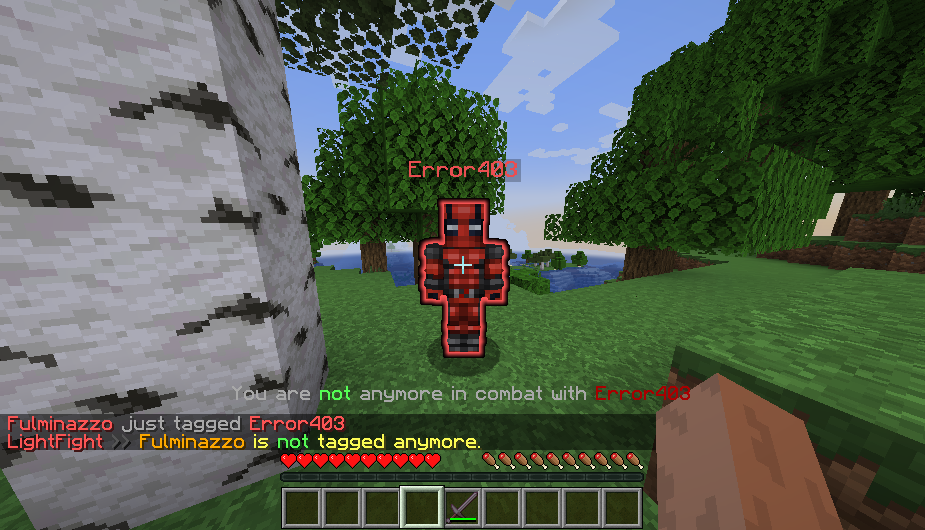 Error403
You are not anymore in combat with Error403
Fulminazzo just tagged Error403
LightFight >> Fulminazzo is not tagged anymore.